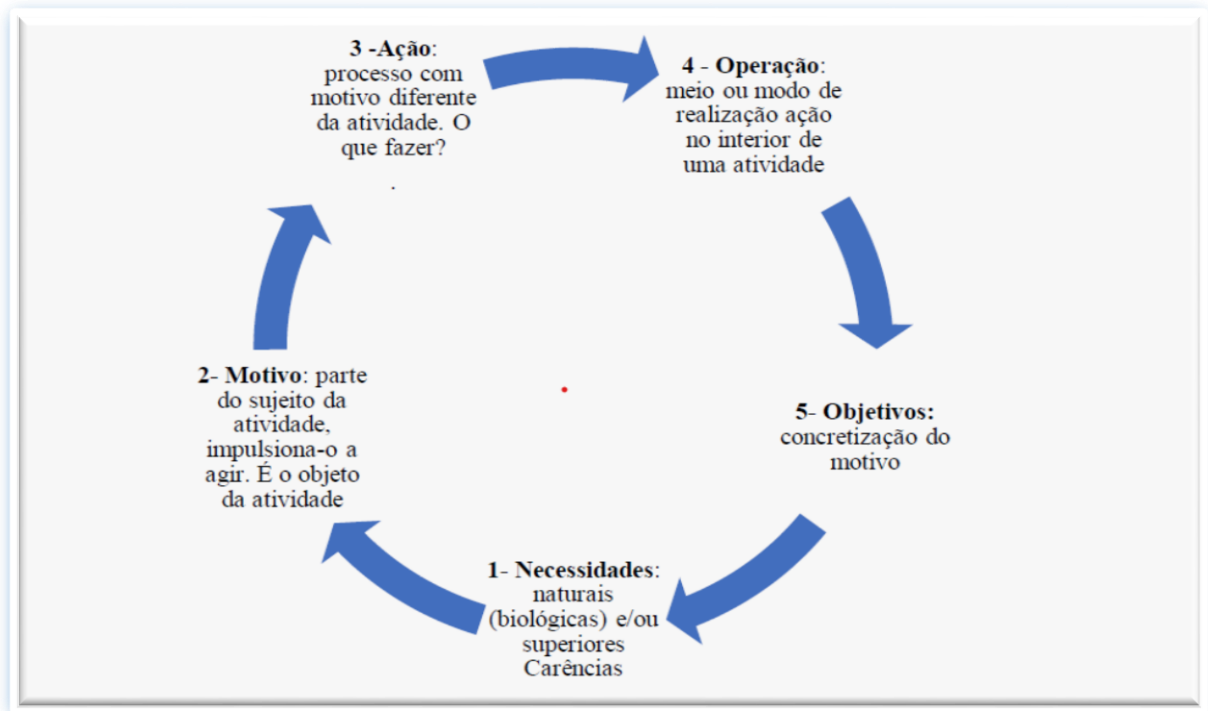 3 -Ação:
processo com
motivo diferente
da atividade. O
que fazer?
.
4 - Operação:
meio ou modo de
realização ação
no interior de
uma atividade
5- Objetivos:
concretização do
motivo
1- Necessidades:
naturais
(biológicas) e/ou
superiores
Carências
2- Motivo: parte
do sujeito da
atividade,
impulsiona-o a
agir. É o objeto
da atividade